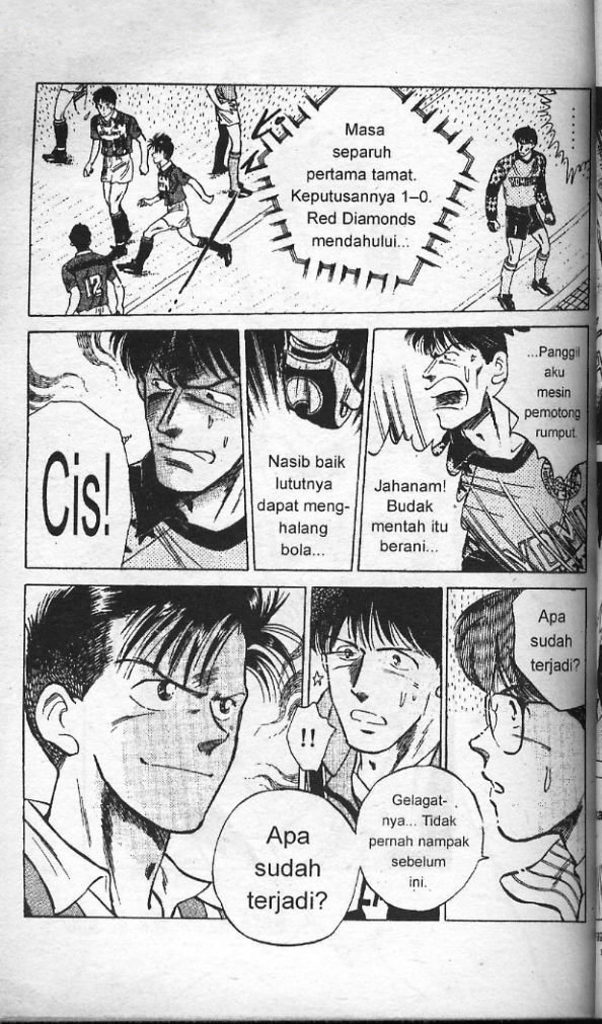 Masa
separuh
pertama tamat.
Keputusannya 1–0.
Red Diamonds
mendahului...
12
Cis!
Nasib baik
lututnya
dapat meng-
halang
bola...
...Panggil
aku
mesin
pemotong
rumput.
Jahanam!
Budak
mentah itu
berani...
Apa
sudah
terjadi?
!!
Gelagat-
nya... Tidak
pernah nampak
sebelum
ini.
Apa
sudah
terjadi?